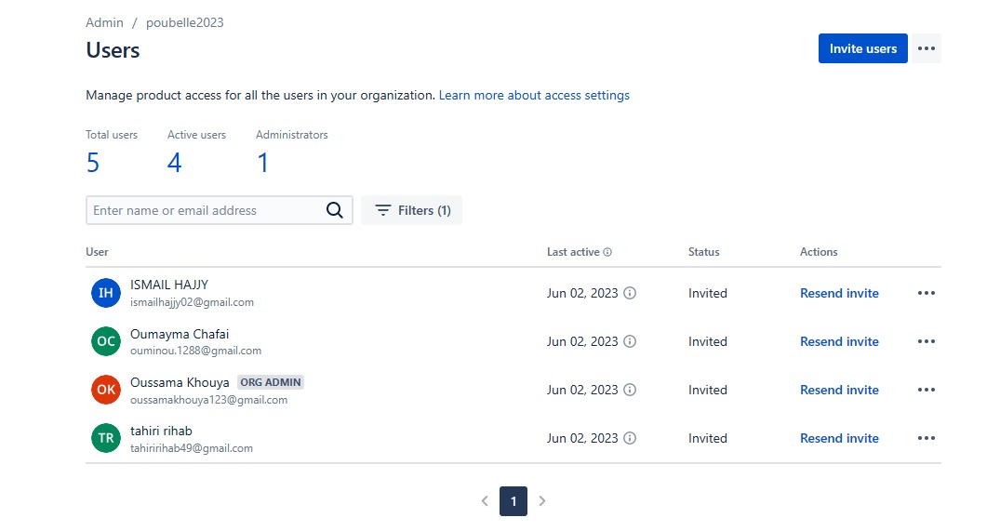 Admin / poubelle2023
Users
Invite users
Manage product access for all the users in your organization. Learn more about access settings
Total users Active users Administrators
5 4 1
Enter name or email address Filters (1)
User Last active Status Actions
IH ISMAIL HAJJY
ismailhajjy02@gmail.com Jun 02, 2023 Invited Resend invite
OC Oumayma Chafai
ouminou.1288@gmail.com Jun 02, 2023 Invited Resend invite
OK Oussama Khouya ORG ADMIN
oussamakhouya123@gmail.com Jun 02, 2023 Invited Resend invite
TR tahiri rihab
tahiririhab49@gmail.com Jun 02, 2023 Invited Resend invite
1